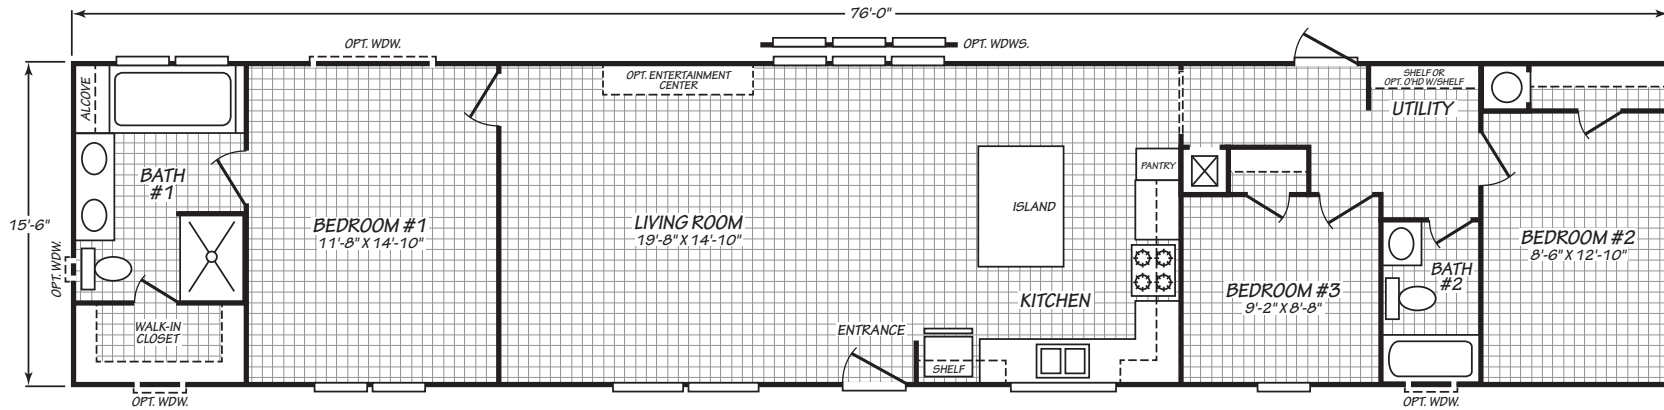 76'-0"
OPT. WDW.
OPT. WDWS.
ALCOVE
OPT. ENTERTAINMENT
CENTER
SHELF OR
OPT. O'HD W/SHELF
UTILITY
PANTRY
BATH
#1
15'-6"
BEDROOM #1
11'-8" X 14'-10"
LIVING ROOM
19'-8" X 14'-10"
ISLAND
BEDROOM #2
8'-6" X 12'-10"
OPT. WDW.
BATH
#2
BEDROOM #3
9'-2" X 8'-8"
KITCHEN
WALK-IN
CLOSET
ENTRANCE
SHELF
OPT. WDW.
OPT. WDW.